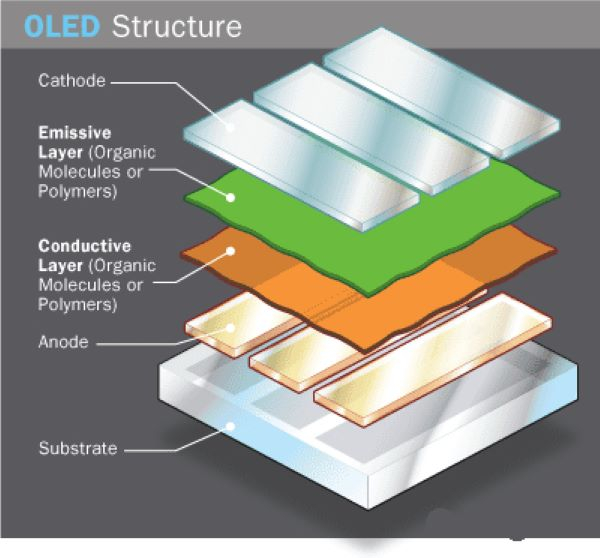 OLED Structure
Cathode
Emissive
Layer (Organic
Molecules or
Polymers)
Conductive
Layer (Organic
Molecules or
Polymers)
Anode
Substrate